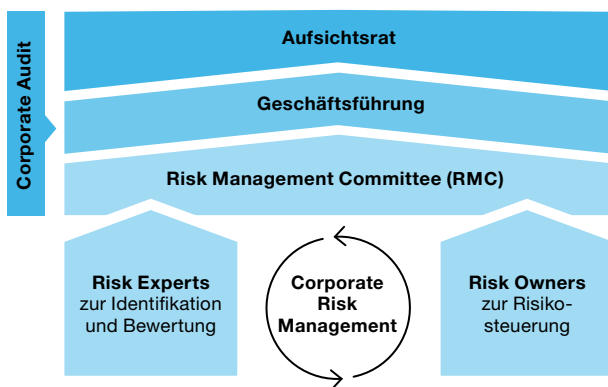 Corporate Audit
Aufsichtsrat
Geschäftsführung
Risk Management Committee (RMC)
Risk Experts
zur Identifikation
und Bewertung
Corporate
Risk
Management
Risk Owners
zur Risiko-
steuerung